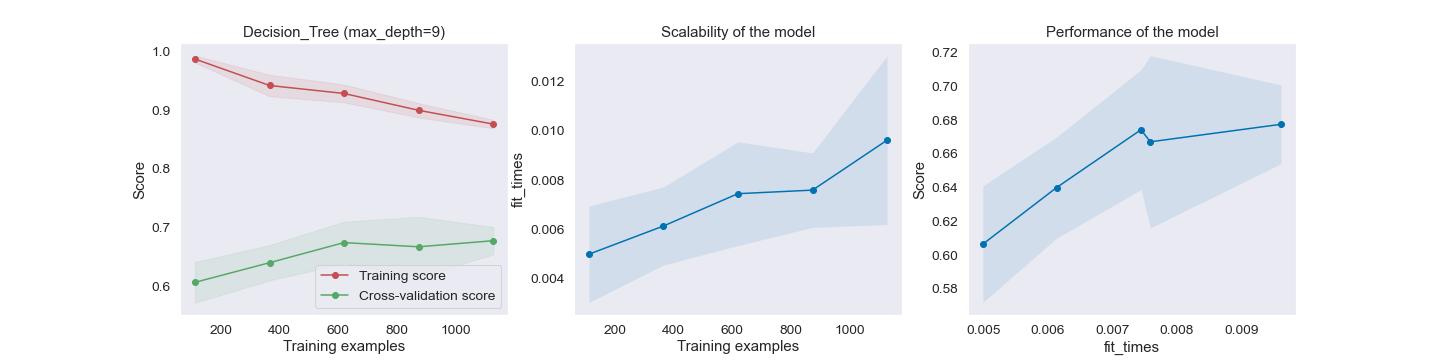 Decision_Tree (max_depth=9)
Score
1.0
0.9
0.8
0.7
0.6
Training score
Cross-validation score
200 400 600 800 1000
Training examples
Scalability of the model
fit_times
0.012
0.010
0.008
0.006
0.004
200 400 600 800 1000
Training examples
Performance of the model
Score
0.72
0.70
0.68
0.66
0.64
0.62
0.60
0.58
0.005 0.006 0.007 0.008 0.009
fit_times